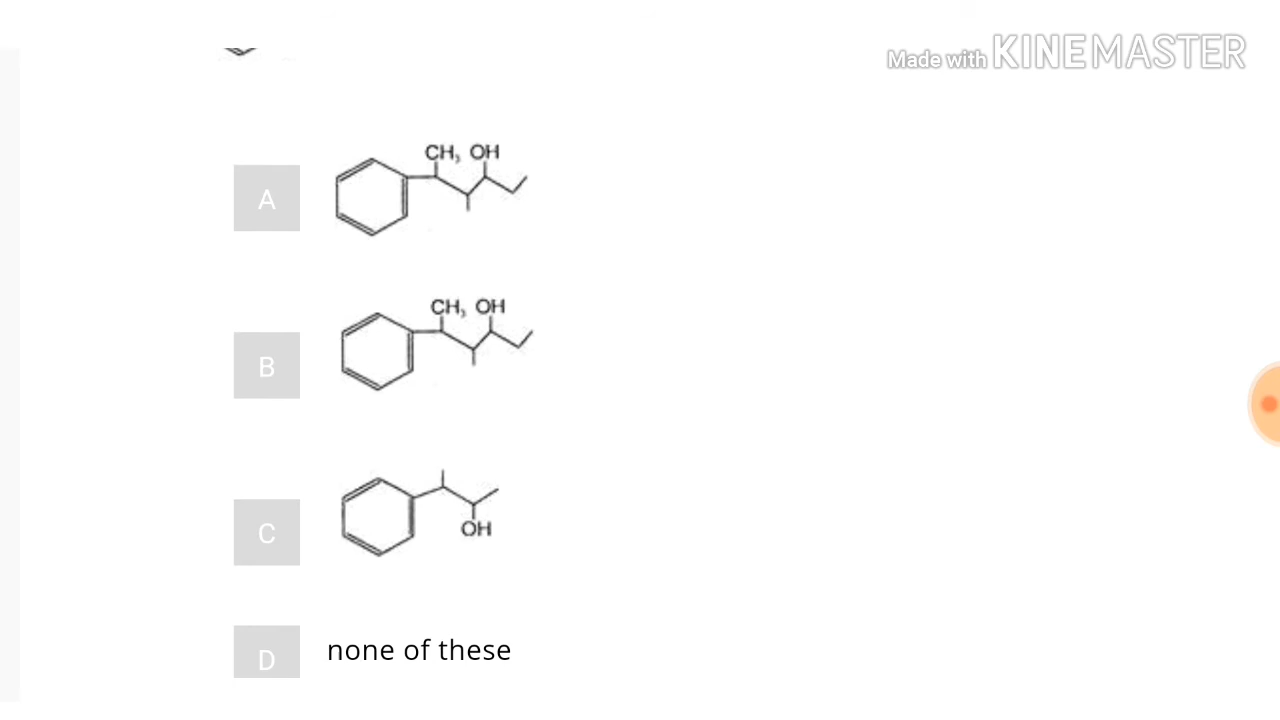 Made with KINEMASTER
CH₃ OH
A
CH₃ OH
B
C
OH
D none of these